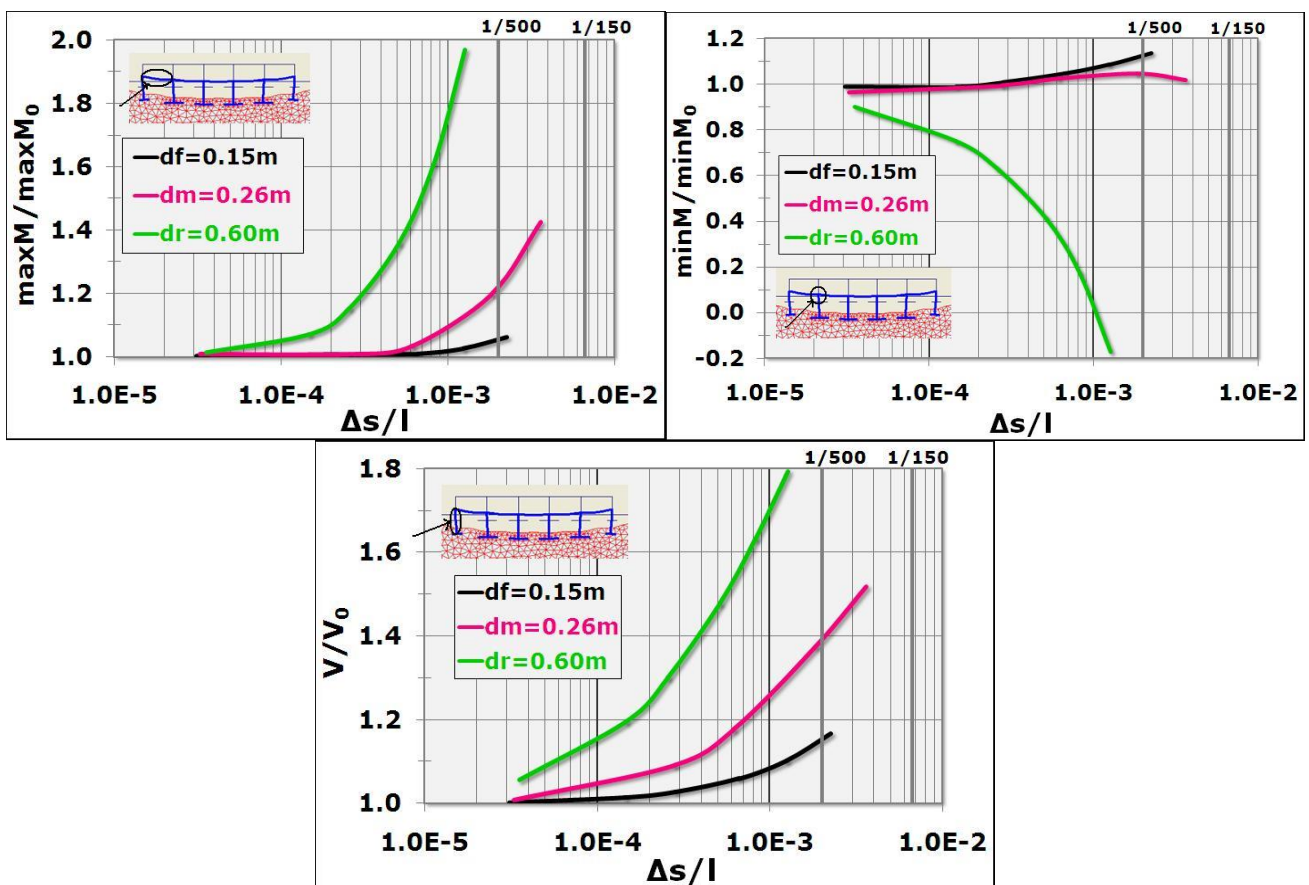 1/500 1/150
2.0
1.8
1.6
1.4
1.2
1.0
maxM/maxM₀
df=0.15m
dm=0.26m
dr=0.60m
1.0E-5 1.0E-4 1.0E-3 1.0E-2
Δs/l
1/500 1/150
1.2
1.0
0.8
0.6
0.4
0.2
0.0
-0.2
minM/minM₀
df=0.15m
dm=0.26m
dr=0.60m
1.0E-5 1.0E-4 1.0E-3 1.0E-2
Δs/l
1/500 1/150
1.8
1.6
1.4
1.2
1.0
V/V₀
df=0.15m
dm=0.26m
dr=0.60m
1.0E-5 1.0E-4 1.0E-3 1.0E-2
Δs/l